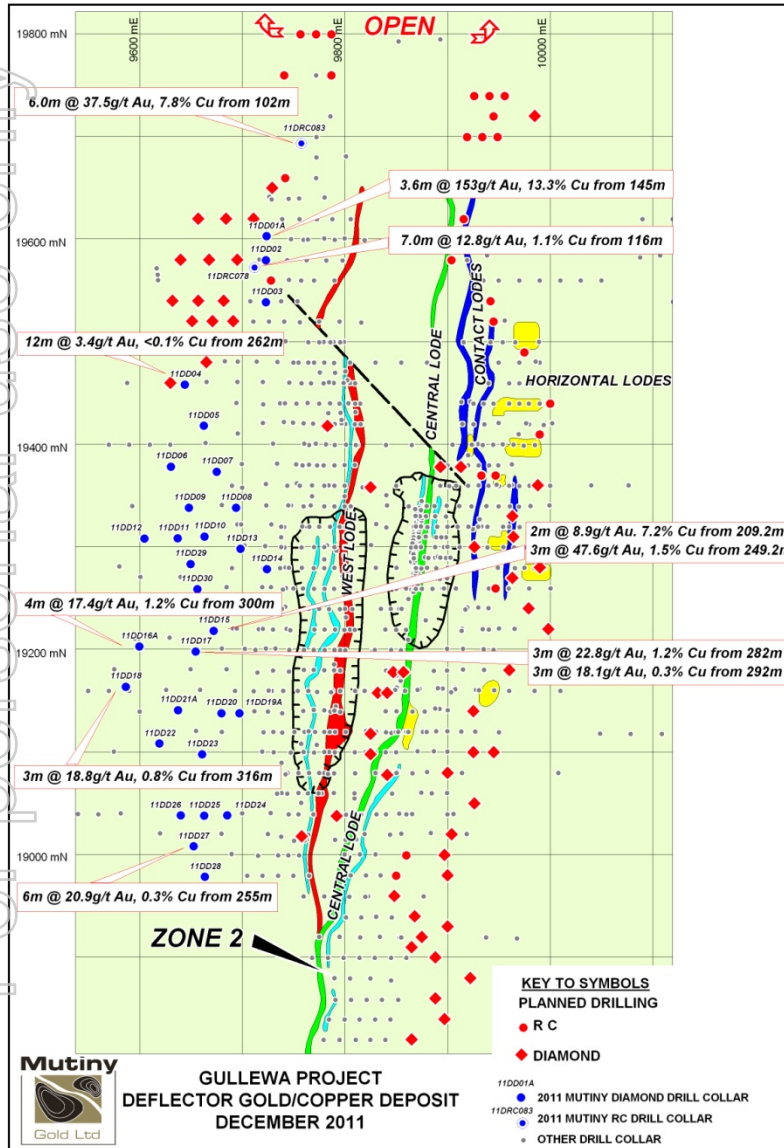 9600 mE
9800 mE
10000 mE
19800 mN
OPEN
6.0m @ 37.5g/t Au, 7.8% Cu from 102m
11DRC083
3.6m @ 153g/t Au, 13.3% Cu from 145m
11DD01A
19600 mN
11DD02
7.0m @ 12.8g/t Au, 1.1% Cu from 116m
11DRC078
11DD03
CENTRAL LODE
CONTACT LODES
12m @ 3.4g/t Au, <0.1% Cu from 262m
11DD04
HORIZONTAL LODES
11DD05
19400 mN
11DD06
11DD07
11DD09
11DD08
11DD12
11DD11
11DD10
11DD13
WEST LODE
2m @ 8.9g/t Au. 7.2% Cu from 209.2m
3m @ 47.6g/t Au, 1.5% Cu from 249.2m
11DD29
11DD14
11DD30
4m @ 17.4g/t Au, 1.2% Cu from 300m
11DD15
11DD16A
11DD17
19200 mN
3m @ 22.8g/t Au, 1.2% Cu from 282m
3m @ 18.1g/t Au, 0.3% Cu from 292m
11DD18
11DD21A
11DD20
11DD19A
11DD22
11DD23
3m @ 18.8g/t Au, 0.8% Cu from 316m
11DD26
11DD25
11DD24
11DD27
19000 mN
CENTRAL LODE
11DD28
6m @ 20.9g/t Au, 0.3% Cu from 255m
ZONE 2
KEY TO SYMBOLS
PLANNED DRILLING
R C
DIAMOND
11DD01A
2011 MUTINY DIAMOND DRILL COLLAR
11DRC083
2011 MUTINY RC DRILL COLLAR
OTHER DRILL COLLAR
Mutiny
Gold Ltd
GULLEWA PROJECT
DEFLECTOR GOLD/COPPER DEPOSIT
DECEMBER 2011